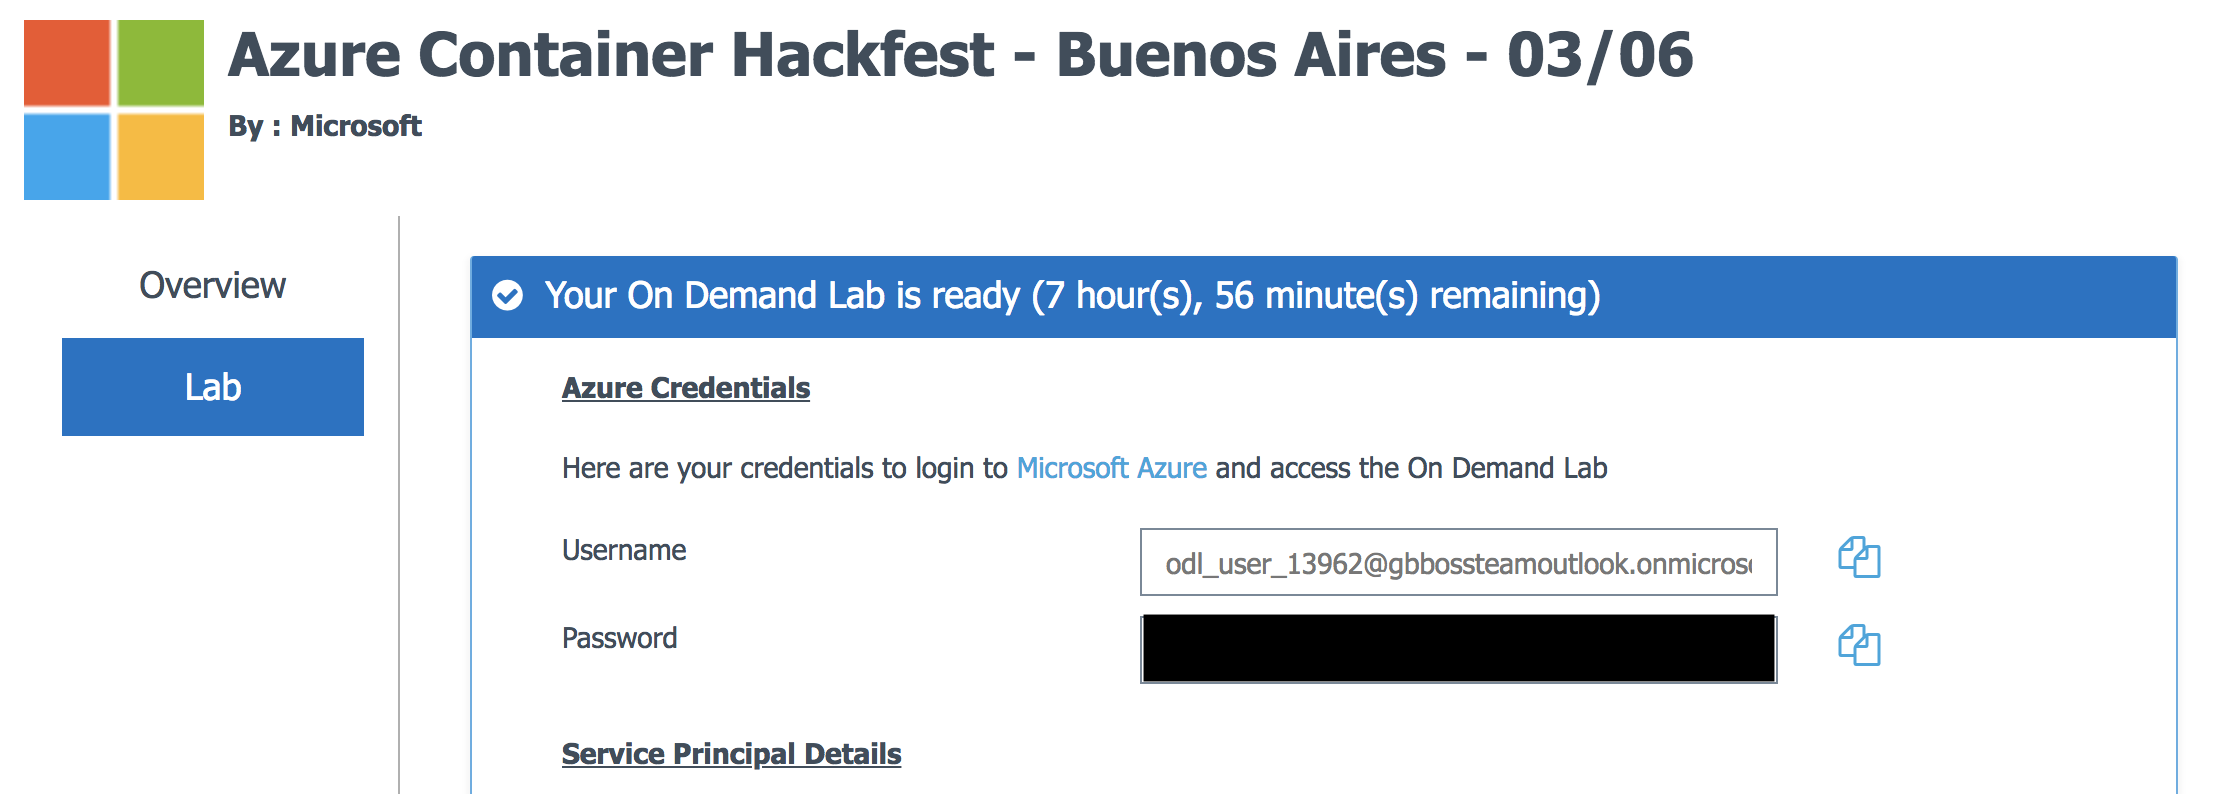 Azure Container Hackfest - Buenos Aires - 03/06
By : Microsoft
Overview
Lab
Your On Demand Lab is ready (7 hour(s), 56 minute(s) remaining)
Azure Credentials
Here are your credentials to login to Microsoft Azure and access the On Demand Lab
Username
odl_user_13962@gbbossteamoutlook.onmicros
Password
Service Principal Details